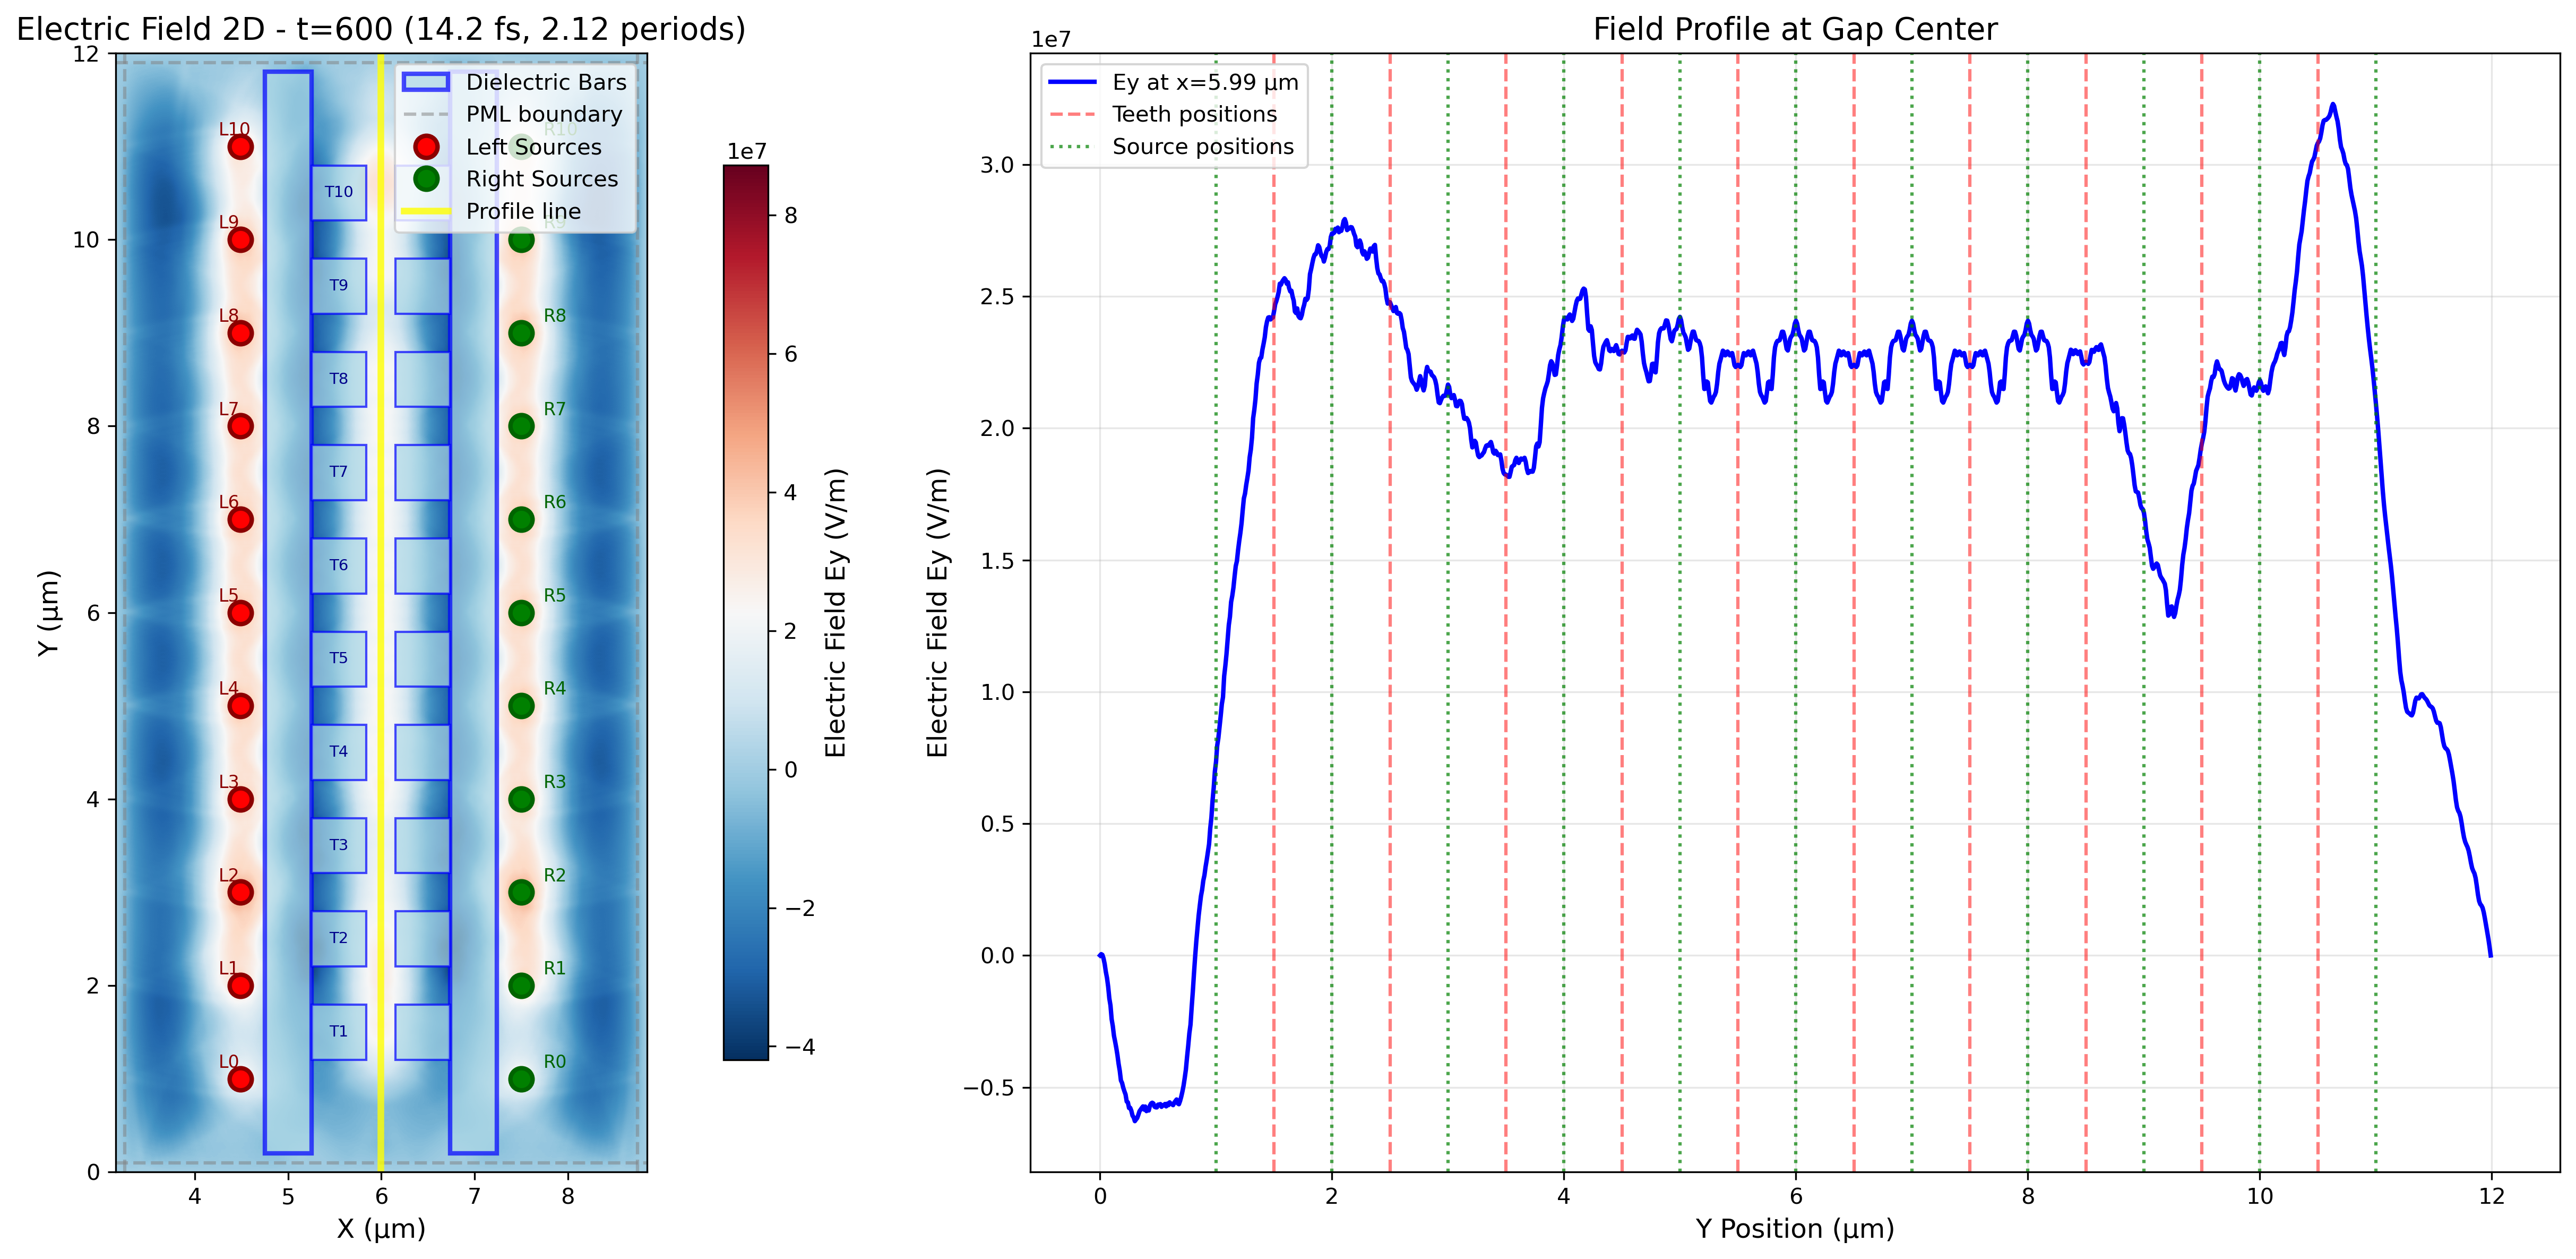 Electric Field 2D - t=600 (14.2 fs, 2.12 periods)
Dielectric Bars
PML boundary
Left Sources
Right Sources
Profile line
L10
L9
L8
L7
L6
L5
L4
L3
L2
L1
L0
T10
T9
T8
T7
T6
T5
T4
T3
T2
T1
R10
R9
R8
R7
R6
R5
R4
R3
R2
R1
R0
12
10
8
6
4
2
0
Y (μm)
4 5 6 7 8
X (μm)
1e7
8
6
4
2
0
−2
−4
Electric Field Ey (V/m)
Field Profile at Gap Center
1e7
Ey at x=5.99 μm
Teeth positions
Source positions
3.0
2.5
2.0
1.5
1.0
0.5
0.0
−0.5
Electric Field Ey (V/m)
0 2 4 6 8 10 12
Y Position (μm)